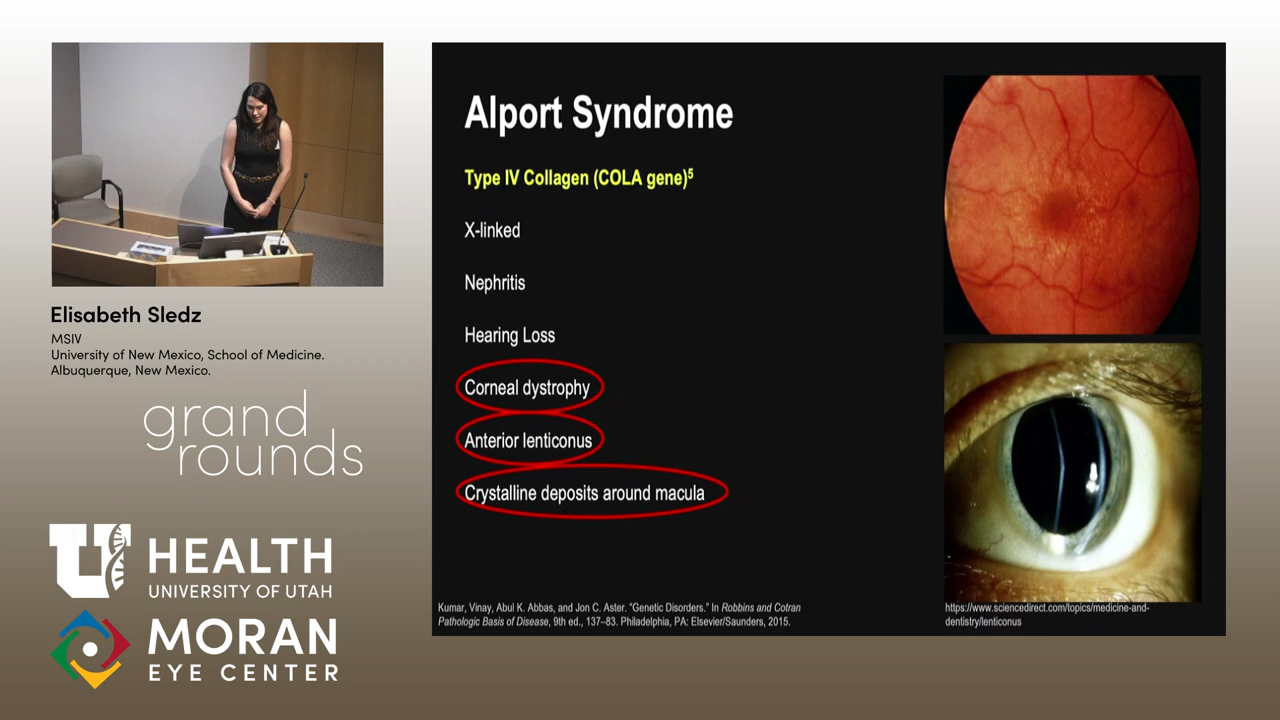 Elisabeth Sledz
MSIV
University of New Mexico, School of Medicine.
Albuquerque, New Mexico.
grand
rounds
U HEALTH
UNIVERSITY OF UTAH
MORAN
EYE CENTER
Alport Syndrome
Type IV Collagen (COLA gene)⁵
X-linked
Nephritis
Hearing Loss
Corneal dystrophy
Anterior lenticonus
Crystalline deposits around macula
Kumar, Vinay, Abul K. Abbas, and Jon C. Aster. "Genetic Disorders." In Robbins and Cotran
Pathologic Basis of Disease, 9th ed., 137–83. Philadelphia, PA: Elsevier/Saunders, 2015.
https://www.sciencedirect.com/topics/medicine-and-
dentistry/lenticonus